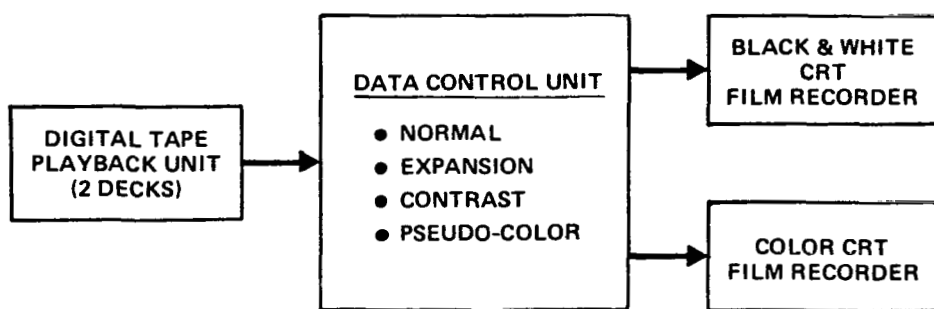 DIGITAL TAPE
PLAYBACK UNIT
(2 DECKS)
DATA CONTROL UNIT
● NORMAL
● EXPANSION
● CONTRAST
● PSEUDO-COLOR
BLACK & WHITE
CRT
FILM RECORDER
COLOR CRT
FILM RECORDER